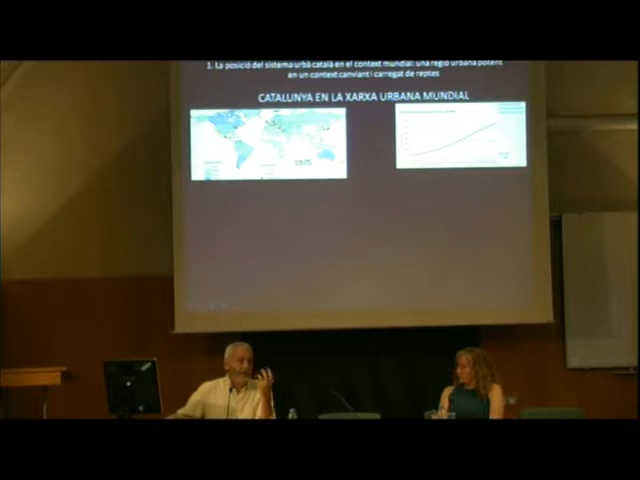 1. La posició del sistema urbà català en el context mundial: una regió urbana potent
en un context canviant i carregat de reptes
CATALUNYA EN LA XARXA URBANA MUNDIAL
1975